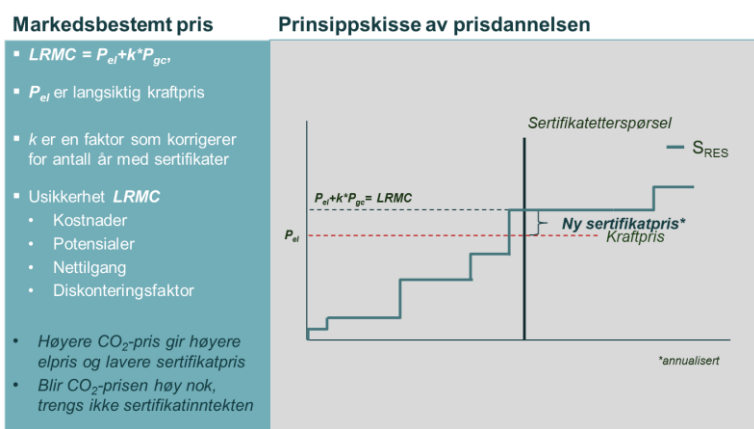 Markedsbestemt pris
LRMC = Pel+k*Pgc,
Pel er langsiktig kraftpris
k er en faktor som korrigerer
for antall år med sertifikater
Usikkerhet LRMC
Kostnader
Potensialer
Nettilgang
Diskonteringsfaktor
Høyere CO2-pris gir høyere
elpris og lavere sertifikatpris
Blir CO2-prisen høy nok,
trengs ikke sertifikatinntekten
Prinsippskisse av prisdannelsen
Sertifikatetterspørsel
SRES
Pel+k*Pgc= LRMC
Ny sertifikatpris*
Pel
Kraftpris
*annualisert